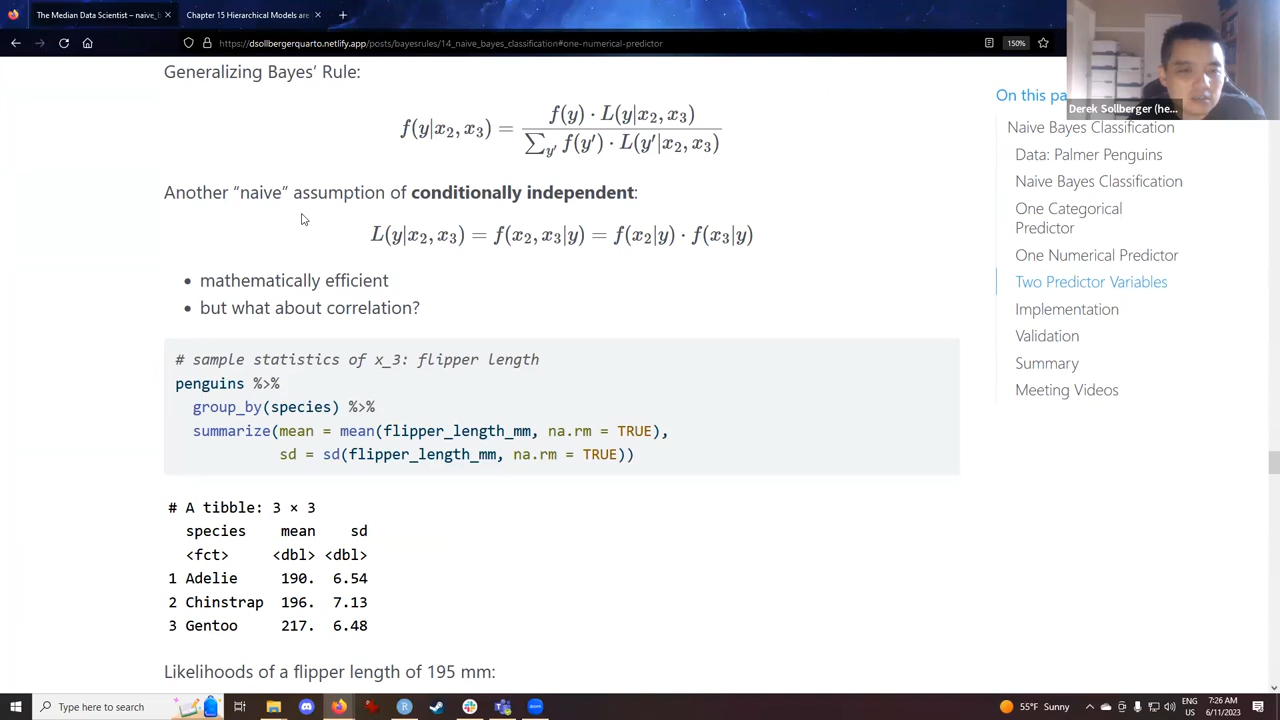 The Median Data Scientist – naive_b
Chapter 15 Hierarchical Models are
https://dsollbergerquarto.netlify.app/posts/bayesrules/14_naive_bayes_classification#one-numerical-predictor
150%
Derek Sollberger (he...
Generalizing Bayes’ Rule:
f(y|x₂, x₃) = f(y) · L(y|x₂, x₃) / ∑y′ f(y′) · L(y′|x₂, x₃)
Another “naive” assumption of conditionally independent:
L(y|x₂, x₃) = f(x₂, x₃|y) = f(x₂|y) · f(x₃|y)
• mathematically efficient
• but what about correlation?
# sample statistics of x_3: flipper length
penguins %>%
group_by(species) %>%
summarize(mean = mean(flipper_length_mm, na.rm = TRUE),
sd = sd(flipper_length_mm, na.rm = TRUE))
# A tibble: 3 × 3
species mean sd
<fct> <dbl> <dbl>
1 Adelie 190. 6.54
2 Chinstrap 196. 7.13
3 Gentoo 217. 6.48
Likelihoods of a flipper length of 195 mm:
On this pa
Naive Bayes Classification
Data: Palmer Penguins
Naive Bayes Classification
One Categorical
Predictor
One Numerical Predictor
Two Predictor Variables
Implementation
Validation
Summary
Meeting Videos
Type here to search
55°F Sunny
ENG
US
7:26 AM
6/11/2023